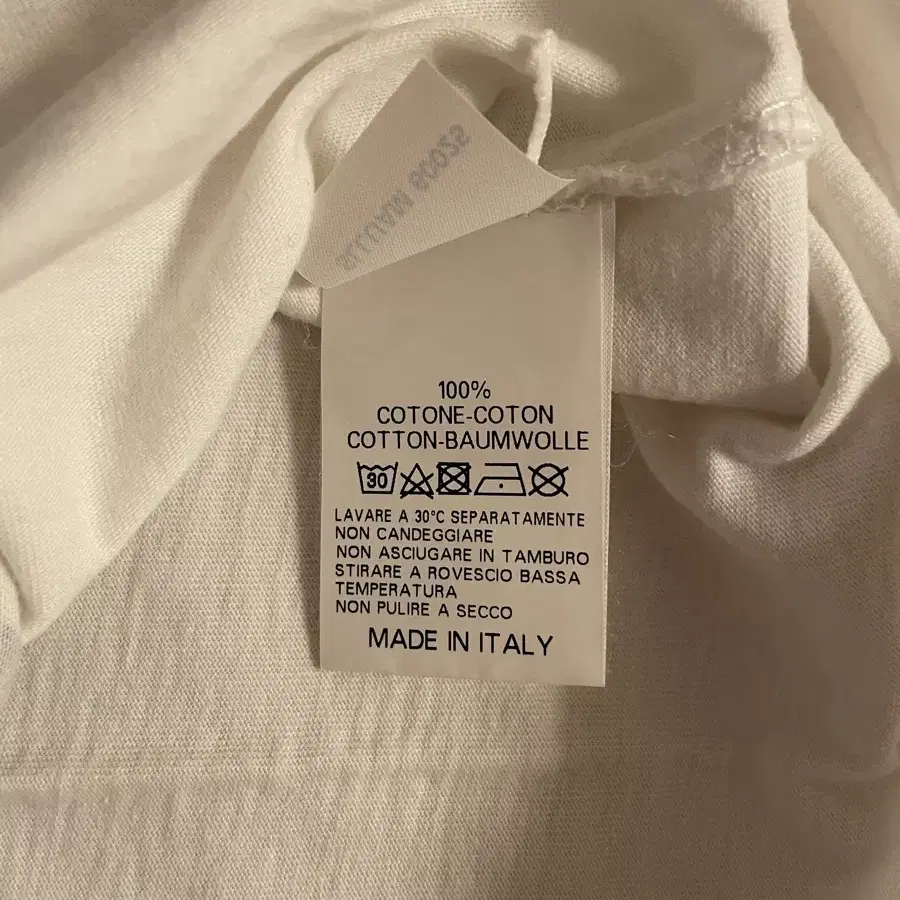 100%
COTONE-COTON
COTTON-BAUMWOLLE
30
LAVARE A 30°C SEPARATAMENTE
NON CANDEGGIARE
NON ASCIUGARE IN TAMBURO
STIRARE A ROVESCIO BASSA
TEMPERATURA
NON PULIRE A SECCO
MADE IN ITALY